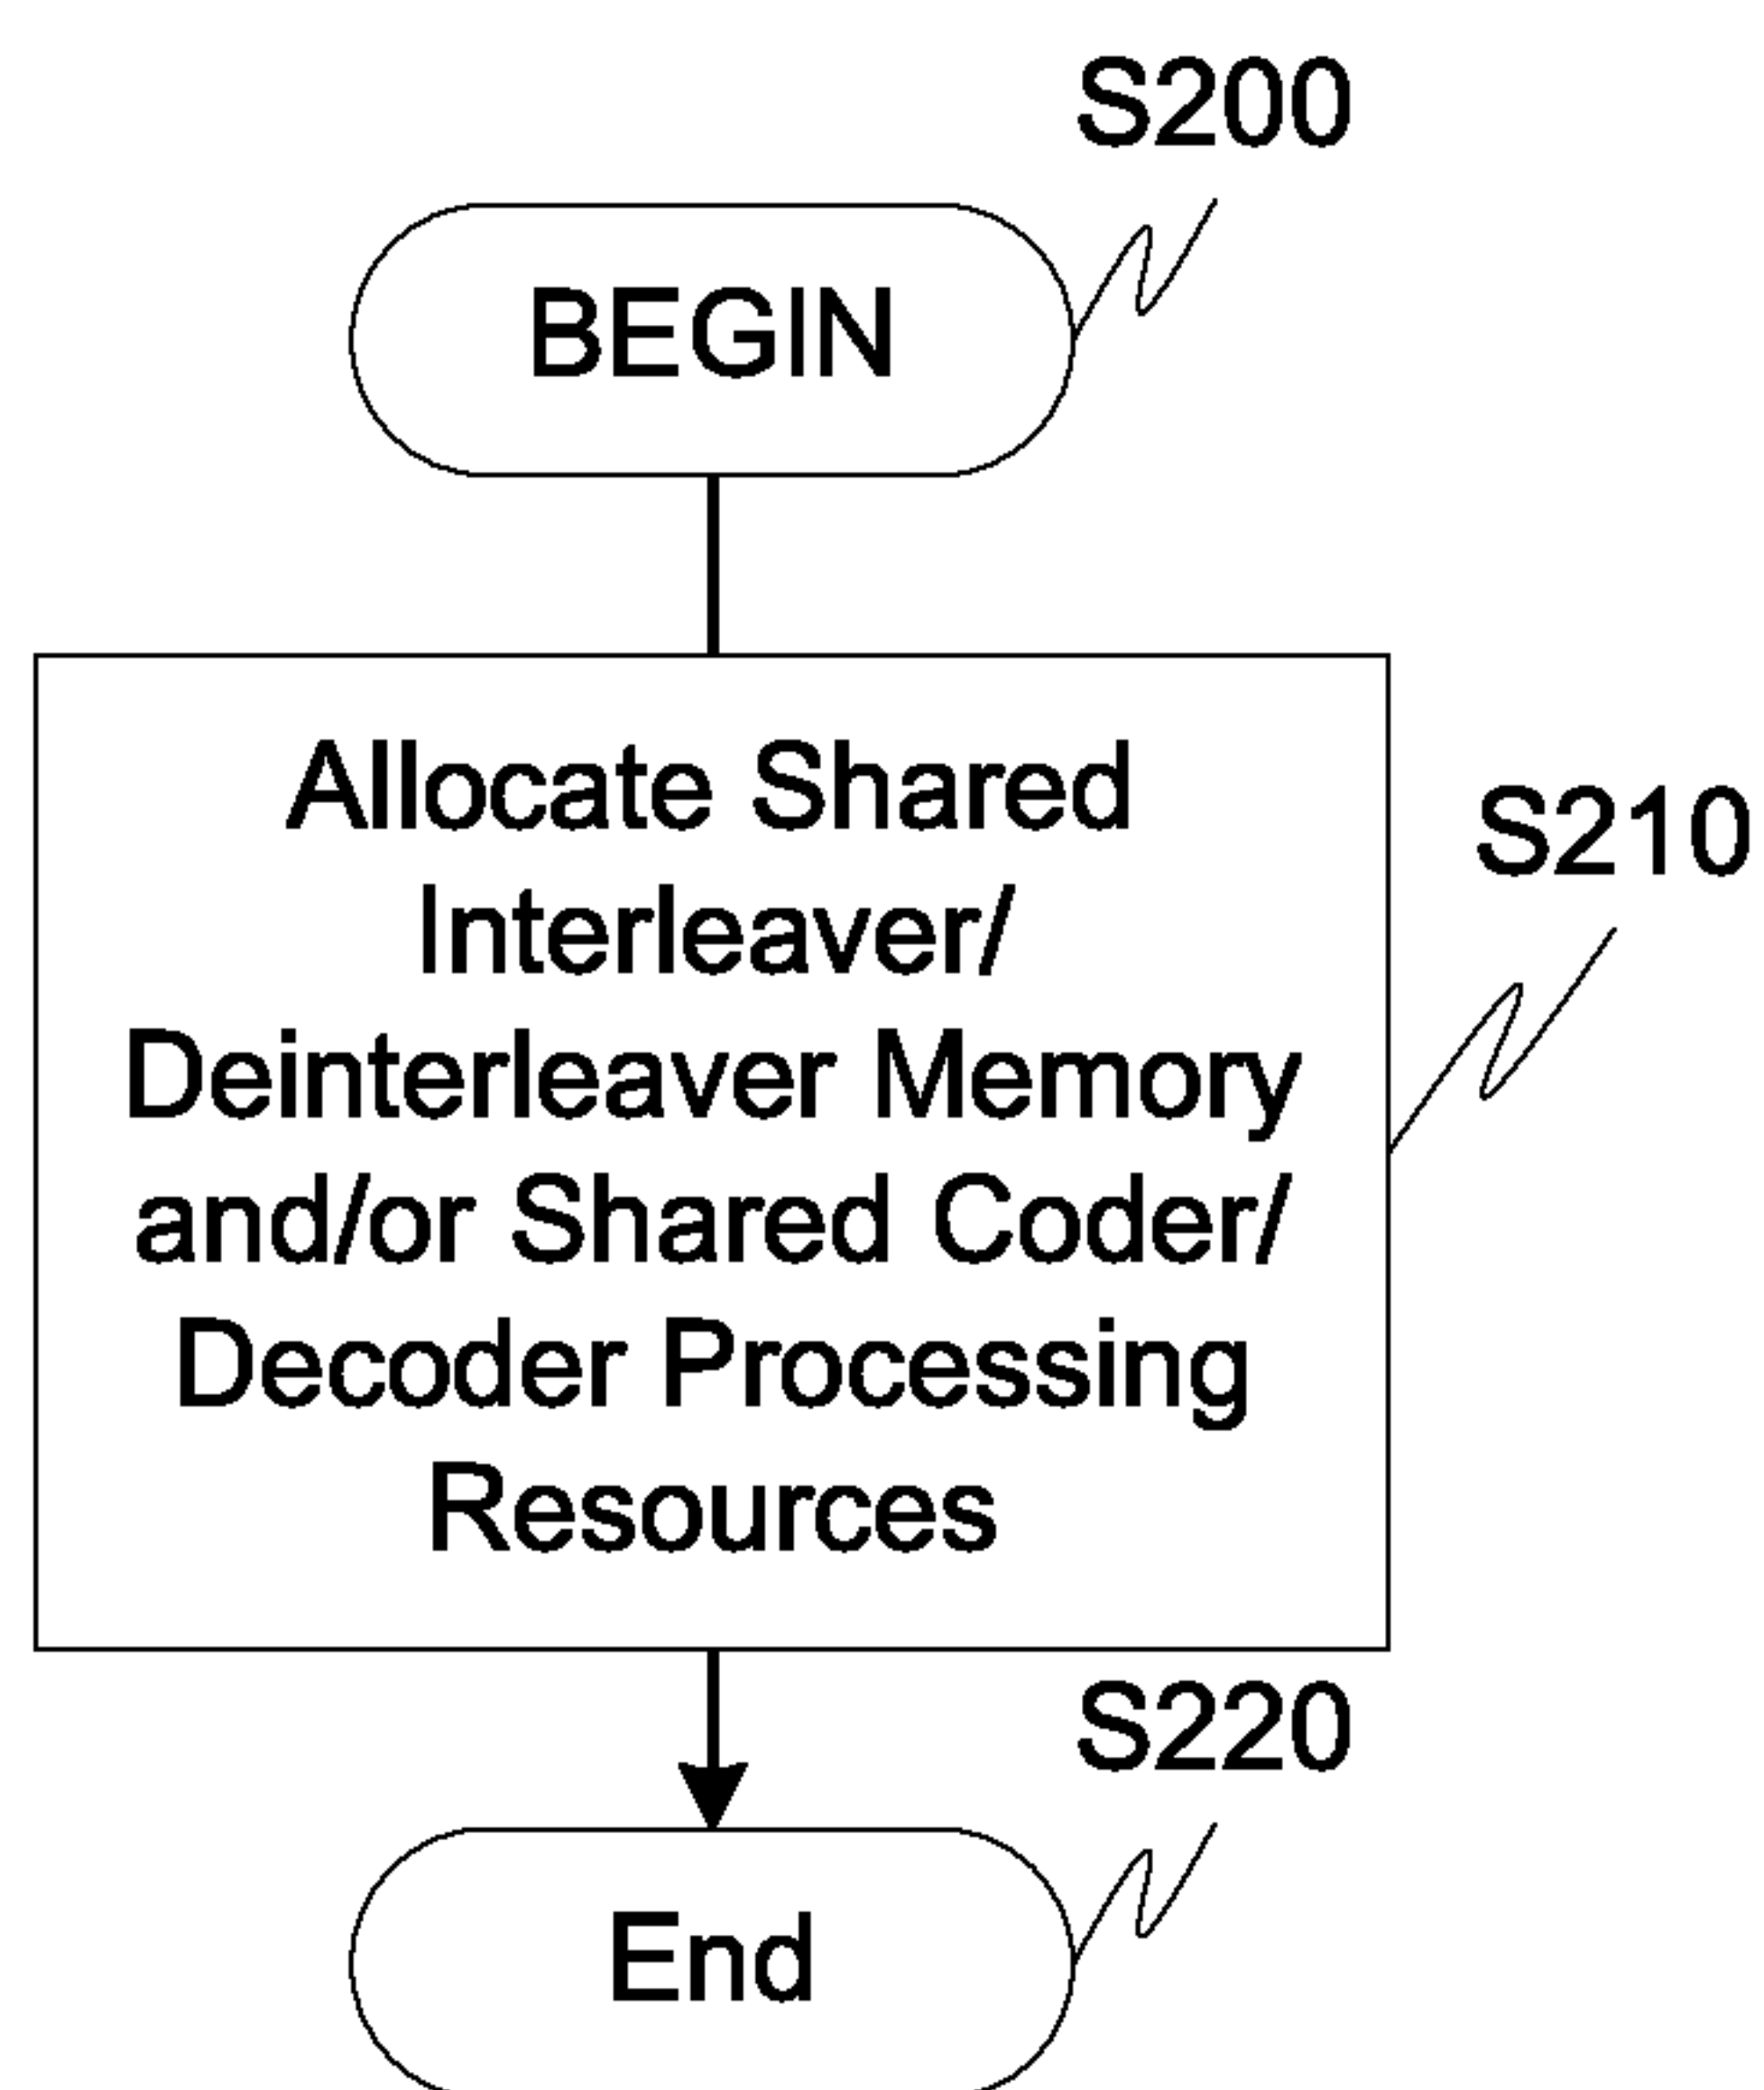 S200
BEGIN
Allocate Shared
Interleaver/
Deinterleaver Memory
and/or Shared Coder/
Decoder Processing
Resources
S210
S220
End